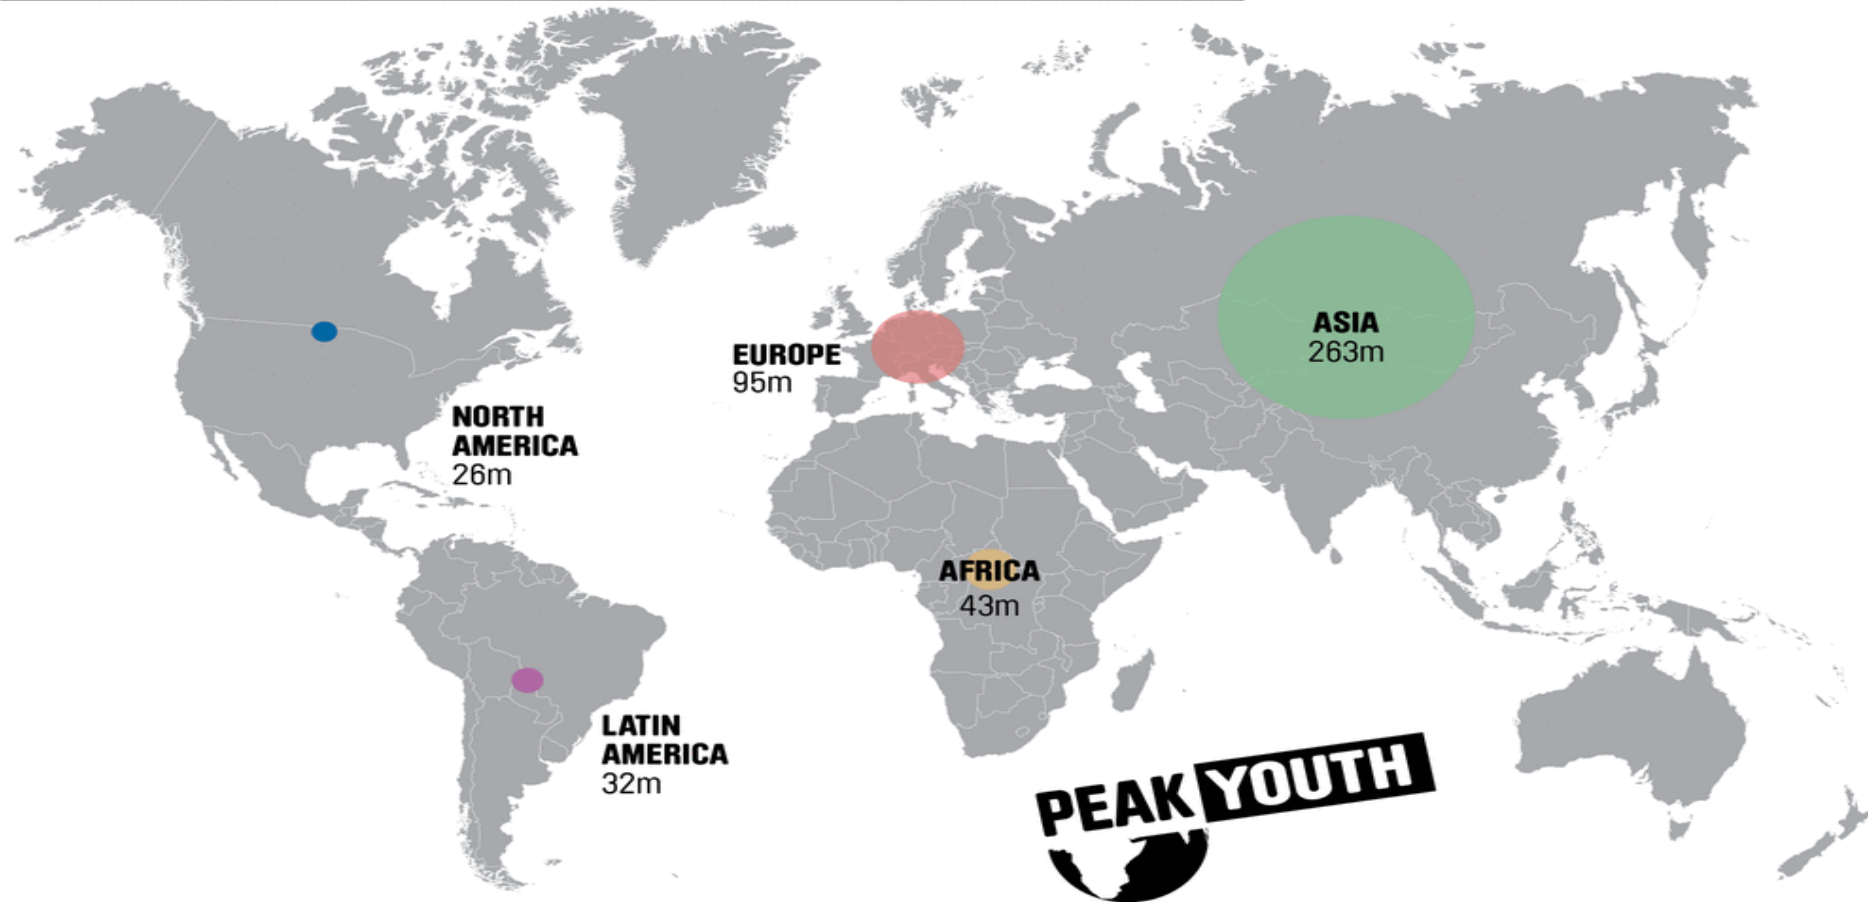 NORTH
AMERICA
26m
EUROPE
95m
ASIA
263m
AFRICA
43m
LATIN
AMERICA
32m
PEAK YOUTH